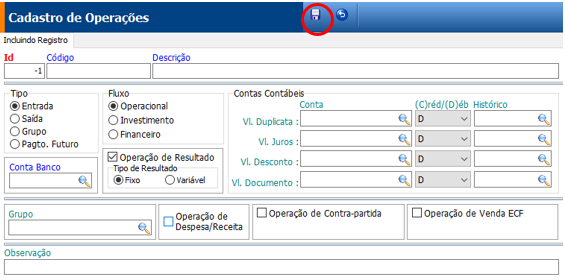 Cadastro de Operações
Incluindo Registro
Id Código Descrição
-1
Tipo Fluxo Contas Contábeis
Entrada Operacional Conta (C)réd/(D)éb Histórico
Saída Investimento Vl. Duplicata : D
Grupo Financeiro Vl. Juros : D
Pagto. Futuro
Conta Banco Operação de Resultado Vl. Desconto : D
Tipo de Resultado
Fixo Variável Vl. Documento : D
Grupo Operação de Despesa/Receita Operação de Contra-partida Operação de Venda ECF
Observação